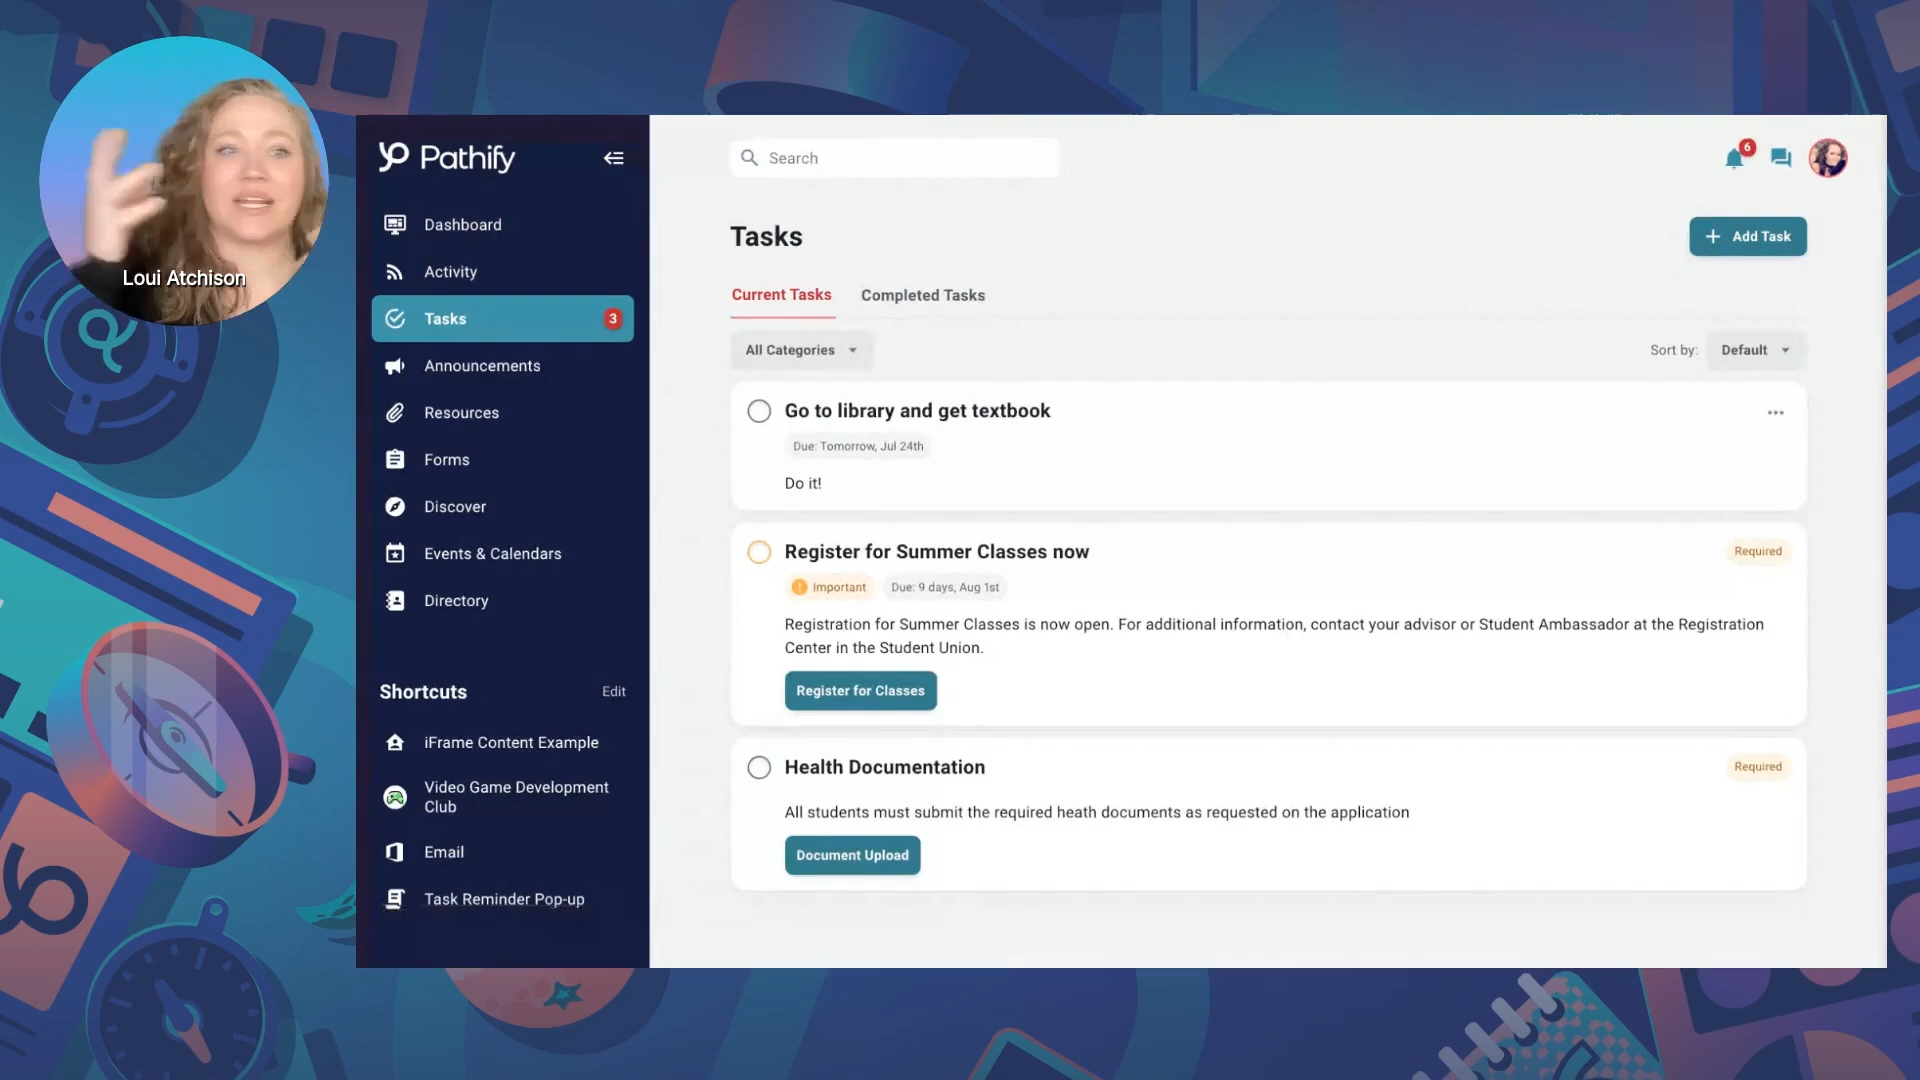 Loui Atchison
Pathify
Dashboard
Activity
Tasks
3
Announcements
Resources
Forms
Discover
Events & Calendars
Directory
Shortcuts
Edit
iFrame Content Example
Video Game Development
Club
Email
Task Reminder Pop-up
Search
6
Tasks
Add Task
Current Tasks
Completed Tasks
All Categories
Sort by:
Default
Go to library and get textbook
Due: Tomorrow, Jul 24th
Do it!
Register for Summer Classes now
Required
Important
Due: 9 days, Aug 1st
Registration for Summer Classes is now open. For additional information, contact your advisor or Student Ambassador at the Registration
Center in the Student Union.
Register for Classes
Health Documentation
Required
All students must submit the required heath documents as requested on the application
Document Upload